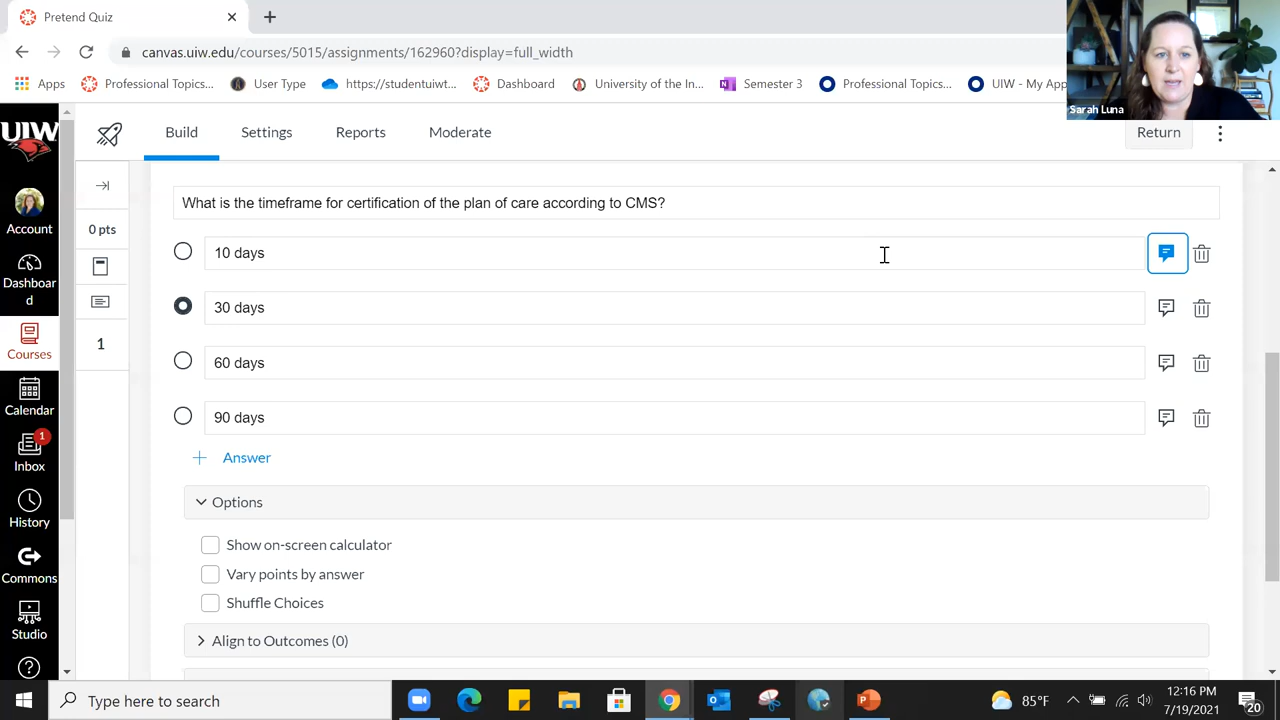 Pretend Quiz
canvas.uiw.edu/courses/5015/assignments/162960?display=full_width
Apps
Professional Topics...
User Type
https://studentuiwt...
Dashbo
University of the In...
Semester 3
Professional Topics...
UIW - My App
Sarah Luna
UIW
Build
Settings
Reports
Moderate
Return
Account
0 pts
What is the timeframe for certification of the plan of care according to CMS?
10 days
Dashboar
d
30 days
1
Courses
60 days
Calendar
90 days
1
Inbox
+ Answer
History
Options
Show on-screen calculator
Commons
Vary points by answer
Shuffle Choices
Studio
Align to Outcomes (0)
Type here to search
85°F
12:16 PM
7/19/2021
20